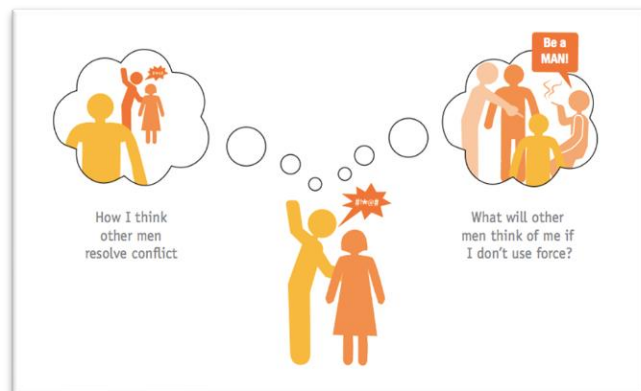 Be a
MAN!
#!*@#
How I think
other men
resolve conflict
What will other
men think of me if
I don't use force?